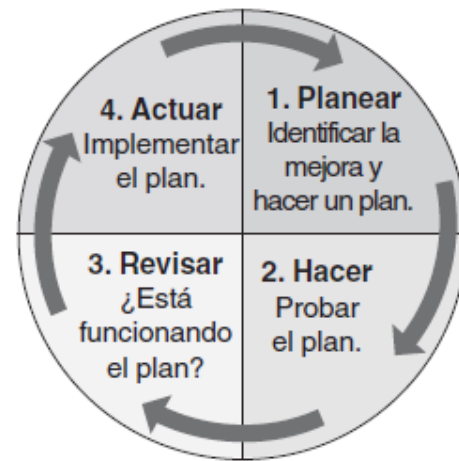 1. Planear
Identificar la
mejora y
hacer un plan.
2. Hacer
Probar
el plan.
3. Revisar
¿Está
funcionando
el plan?
4. Actuar
Implementar
el plan.